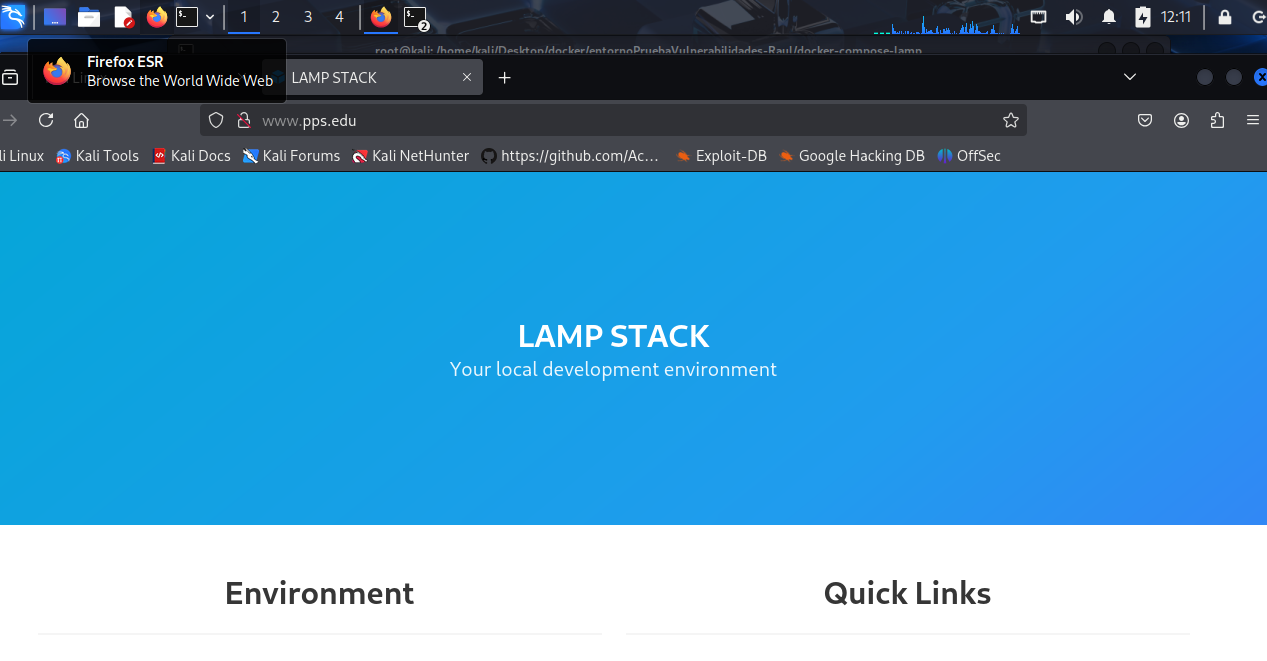 1 2 3 4 2 12:11
root@kali: /home/kali/Desktop/docker/entornoPruebaVulnerabilidades-Raul/docker-compose-lamp
Firefox ESR
Browse the World Wide Web
LAMP STACK
www.pps.edu
li Linux Kali Tools Kali Docs Kali Forums Kali NetHunter https://github.com/Ac... Exploit-DB Google Hacking DB OffSec
LAMP STACK
Your local development environment
Environment Quick Links